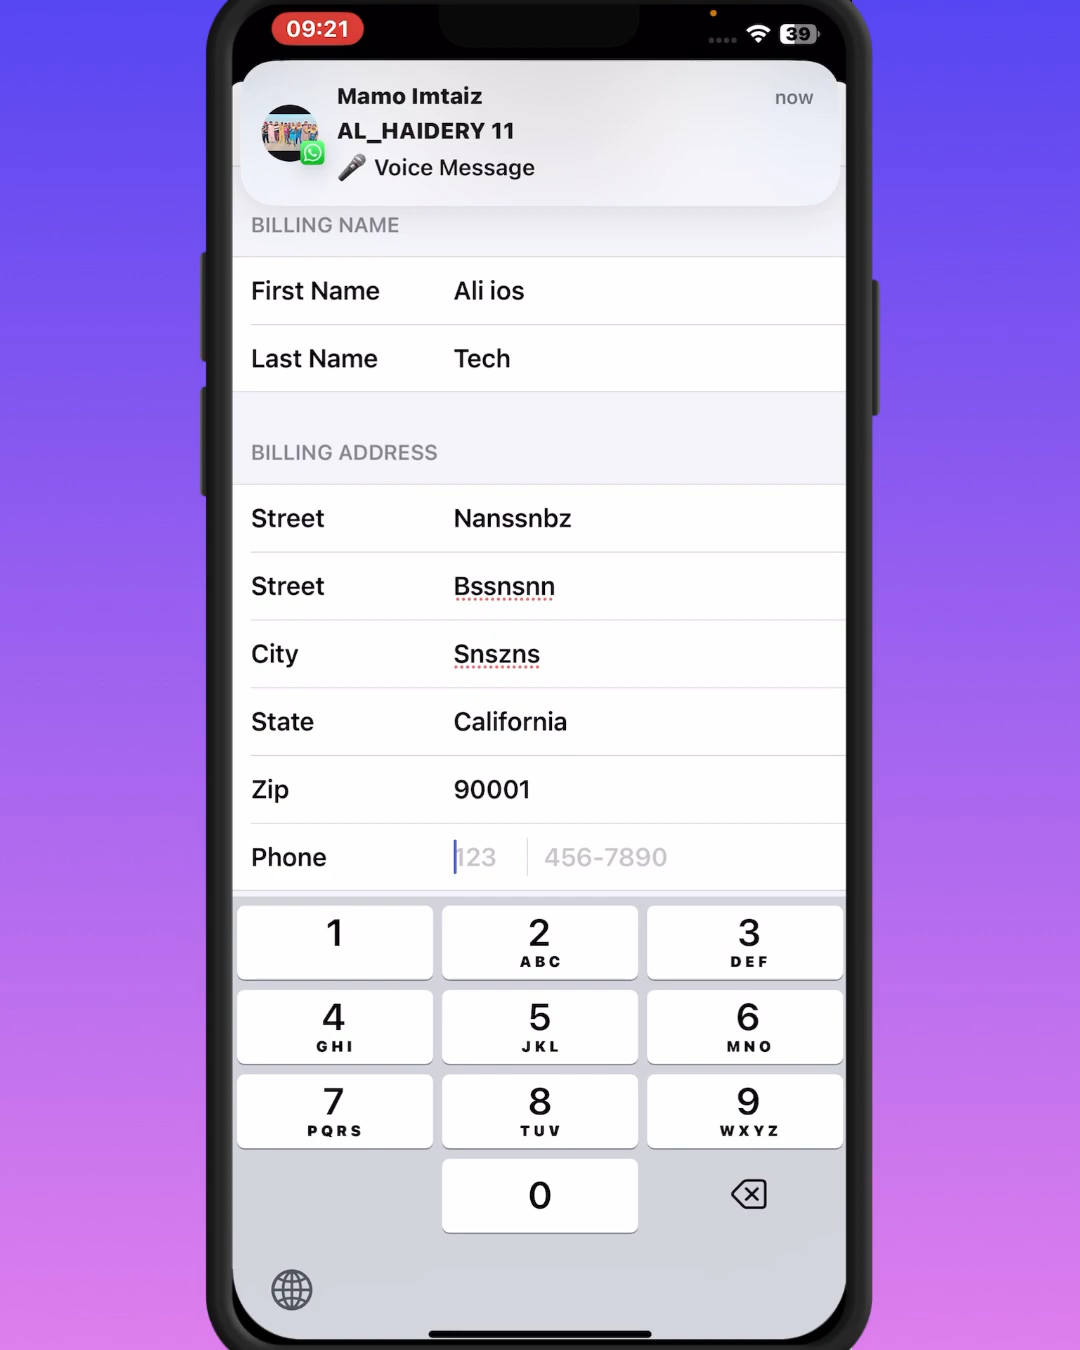 09:21
39
Mamo Imtaiz
now
AL_HAIDERY 11
🎤 Voice Message
BILLING NAME
First Name Ali ios
Last Name Tech
BILLING ADDRESS
Street Nanssnbz
Street Bssnsnn
City Snszns
State California
Zip 90001
Phone 123 456-7890
1 2 3
ABC DEF
4 5 6
GHI JKL MNO
7 8 9
PQRS TUV WXYZ
0